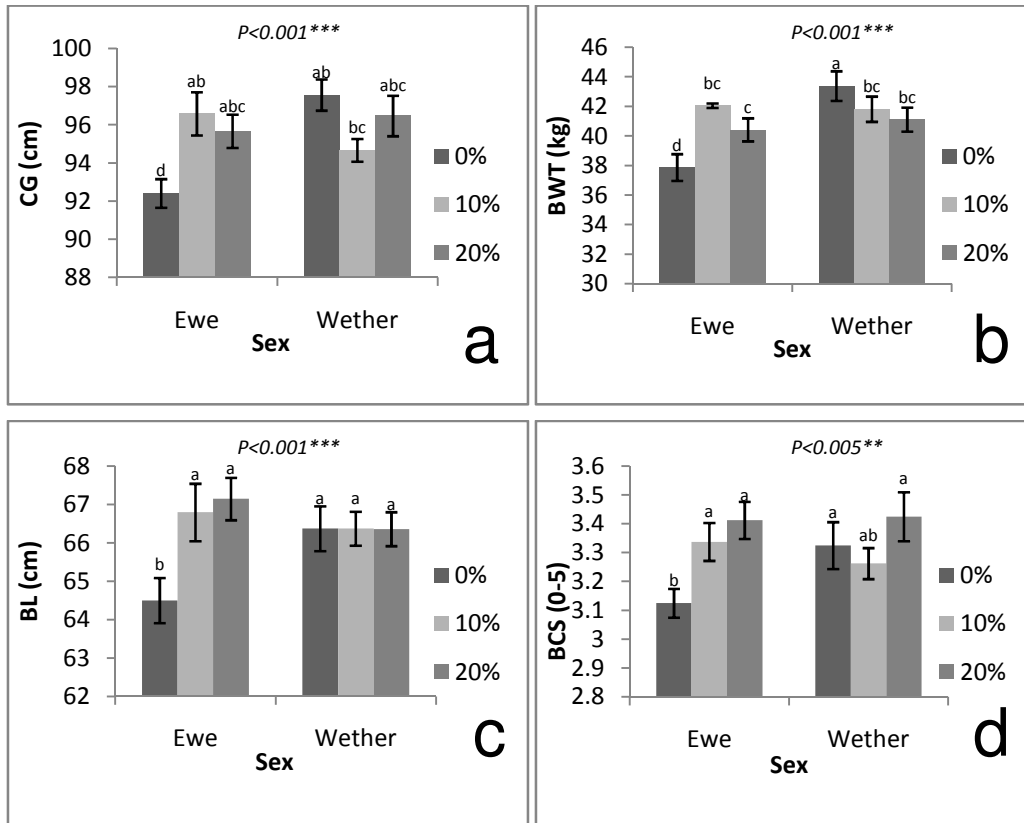 P<0.001***
100
98
96
94
92
90
88
CG (cm)
d
ab
abc
ab
bc
abc
0%
10%
20%
Ewe
Wether
Sex
a
P<0.001***
46
44
42
40
38
36
34
32
30
BWT (kg)
d
bc
c
a
bc
bc
0%
10%
20%
Ewe
Wether
Sex
b
P<0.001***
68
67
66
65
64
63
62
BL (cm)
b
a
a
a
a
a
0%
10%
20%
Ewe
Wether
Sex
c
P<0.005**
3.6
3.5
3.4
3.3
3.2
3.1
3
2.9
2.8
BCS (0-5)
b
a
a
a
ab
a
0%
10%
20%
Ewe
Wether
Sex
d